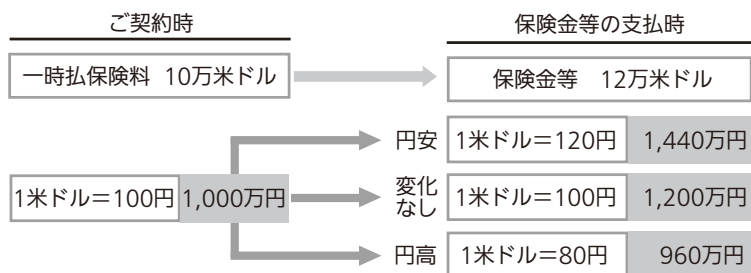 ご契約時
保険金等の支払時
一時払保険料 10万米ドル
保険金等 12万米ドル
円安 1米ドル＝120円 1,440万円
1米ドル＝100円 1,000万円
変化
なし
1米ドル＝100円 1,200万円
円高 1米ドル＝80円 960万円